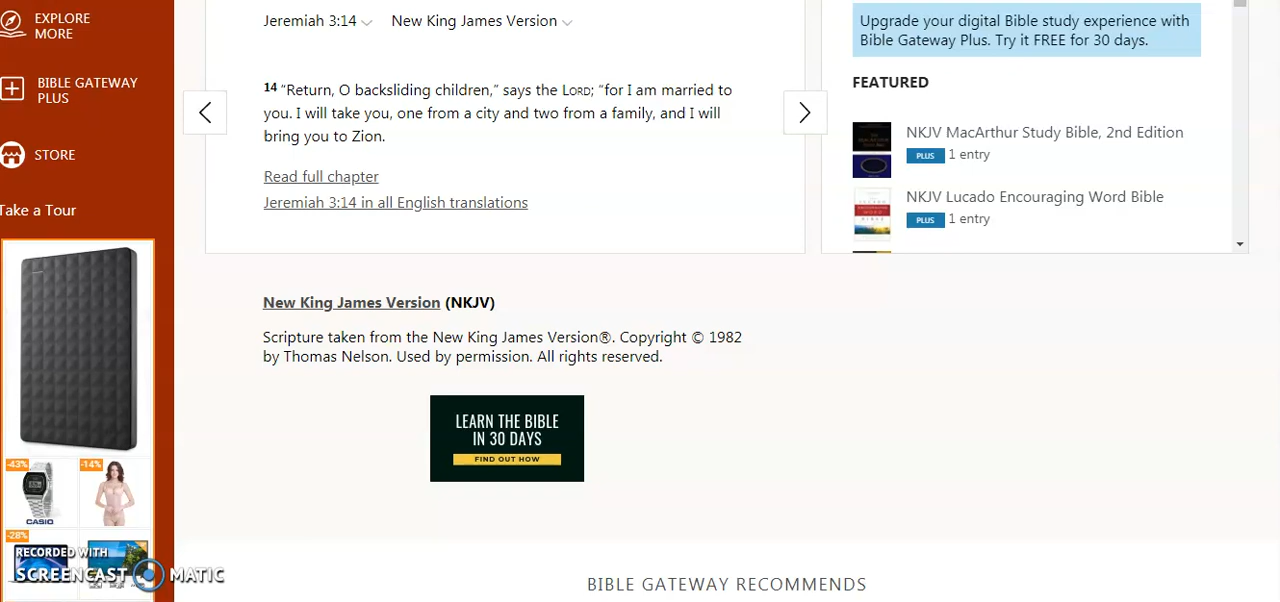 EXPLORE
MORE
BIBLE GATEWAY
PLUS
STORE
Take a Tour
-43%
-14%
CASIO
-28%
RECORDED WITH
SCREENCAST MATIC
Jeremiah 3:14
New King James Version
14 “Return, O backsliding children,” says the LORD; “for I am married to
you. I will take you, one from a city and two from a family, and I will
bring you to Zion.
Read full chapter
Jeremiah 3:14 in all English translations
Upgrade your digital Bible study experience with
Bible Gateway Plus. Try it FREE for 30 days.
FEATURED
NKJV MacArthur Study Bible, 2nd Edition
PLUS 1 entry
NKJV Lucado Encouraging Word Bible
PLUS 1 entry
New King James Version (NKJV)
Scripture taken from the New King James Version®. Copyright © 1982
by Thomas Nelson. Used by permission. All rights reserved.
LEARN THE BIBLE
IN 30 DAYS
FIND OUT HOW
BIBLE GATEWAY RECOMMENDS